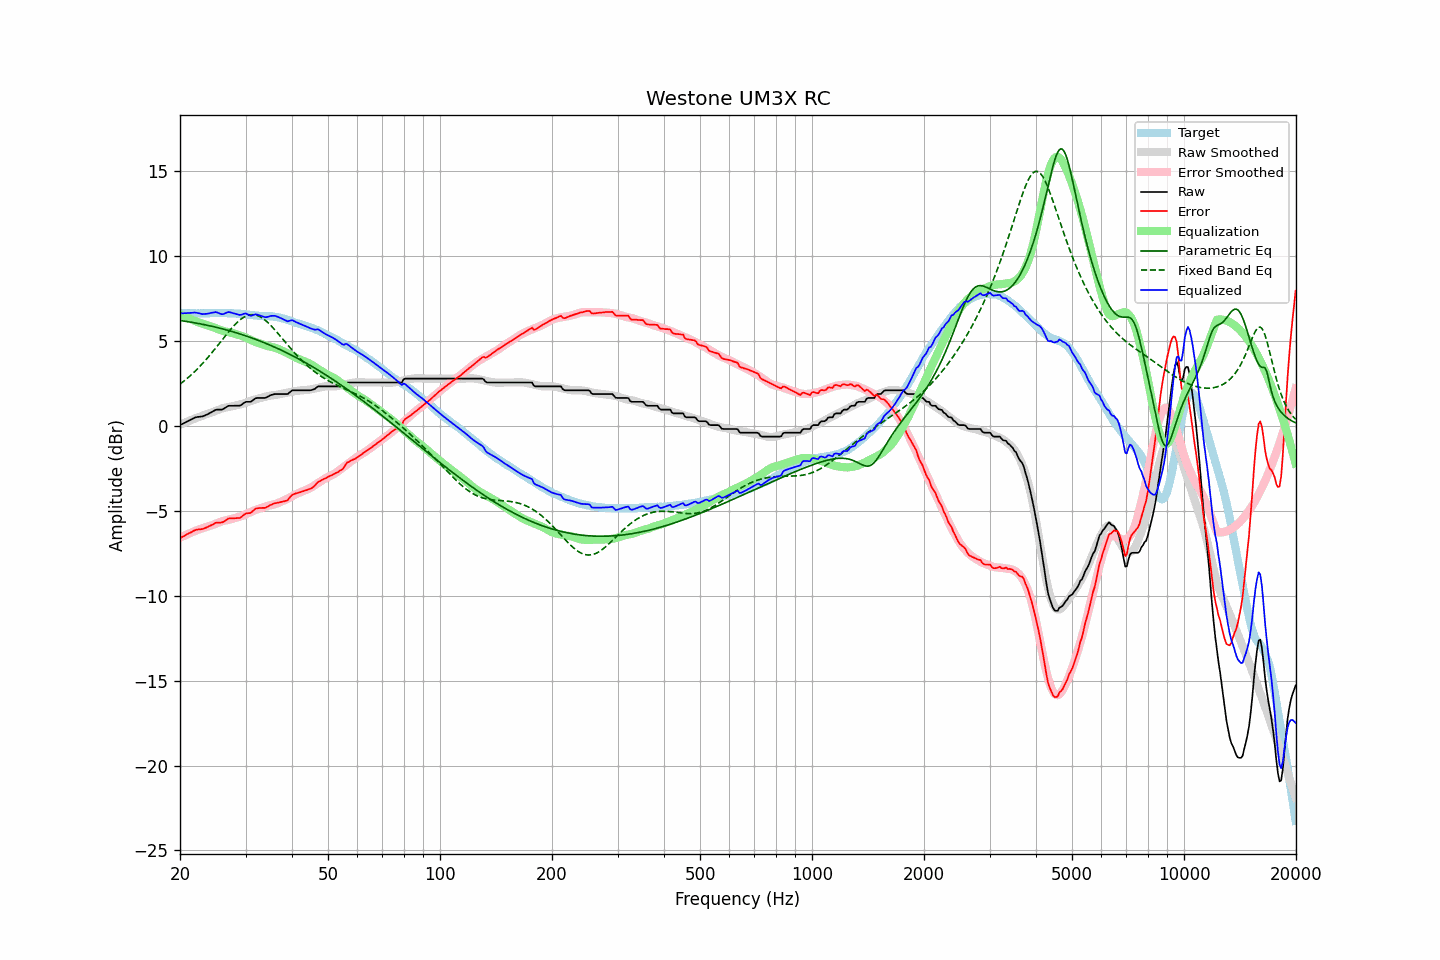 Westone UM3X RC
Target
Raw Smoothed
Error Smoothed
Raw
Error
Equalization
Parametric Eq
Fixed Band Eq
Equalized
15
10
5
0
−5
−10
−15
−20
−25
Amplitude (dBr)
20 50 100 200 500 1000 2000 5000 10000 20000
Frequency (Hz)